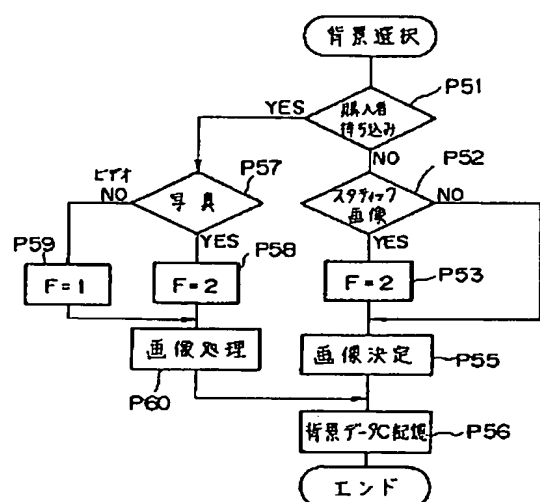 背景選択
P51
YES
購入者
持ち込み
NO
P52
P57
ビデオ
NO
写真
スタティック
画像
NO
YES
YES
P59
P58
F=1
F=2
F=2
P53
画像処理
画像決定
P55
P60
背景データC記憶
P56
エンド